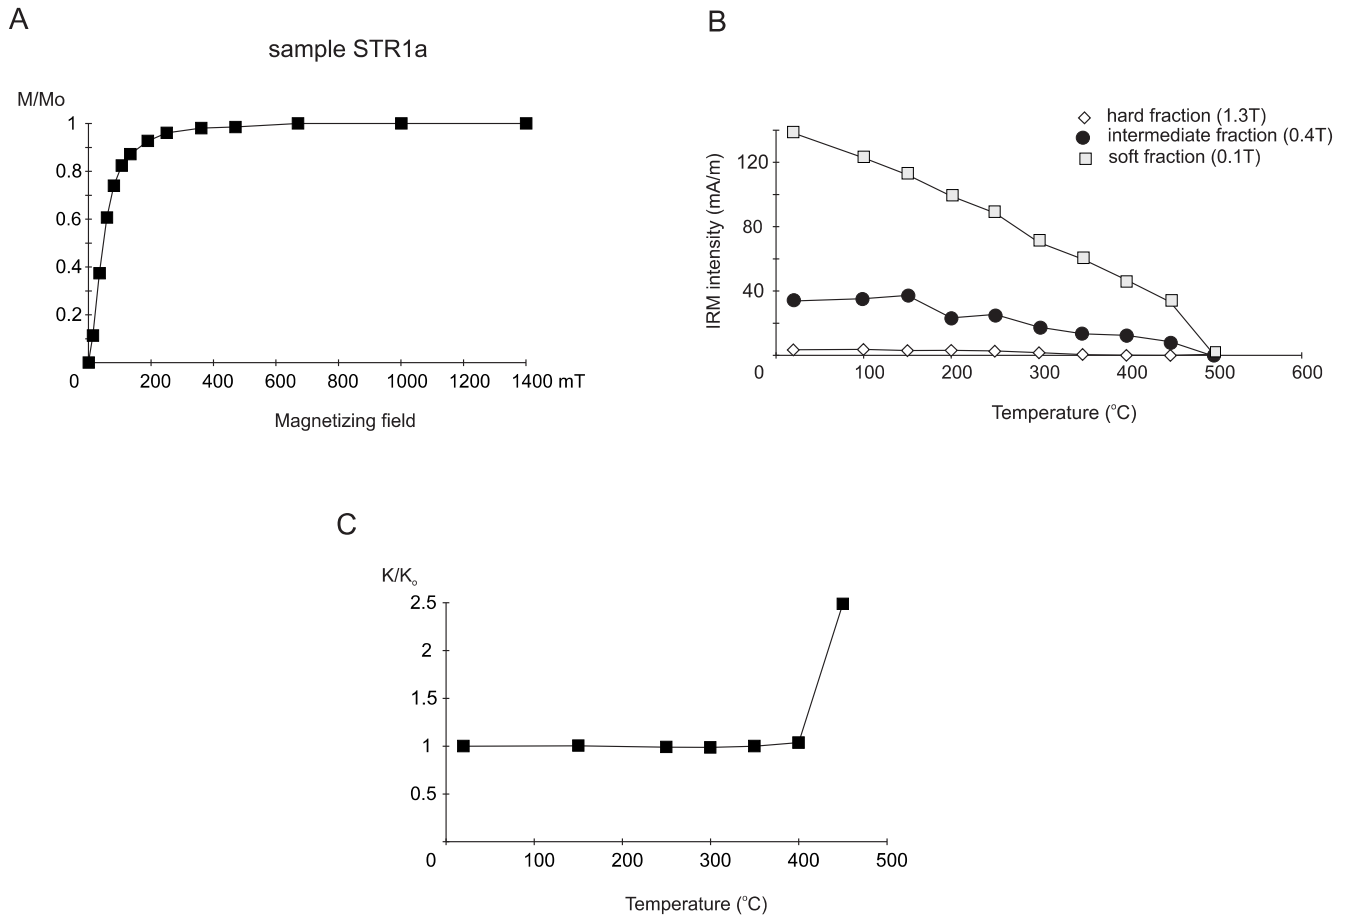 A
sample STR1a
M/Mo
1
0.8
0.6
0.4
0.2
0 200 400 600 800 1000 1200 1400 mT
Magnetizing field
B
hard fraction (1.3T)
intermediate fraction (0.4T)
soft fraction (0.1T)
IRM intensity (mA/m)
120
80
40
0 100 200 300 400 500 600
Temperature (°C)
C
K/Ko
2.5
2
1.5
1
0.5
0 100 200 300 400 500
Temperature (°C)